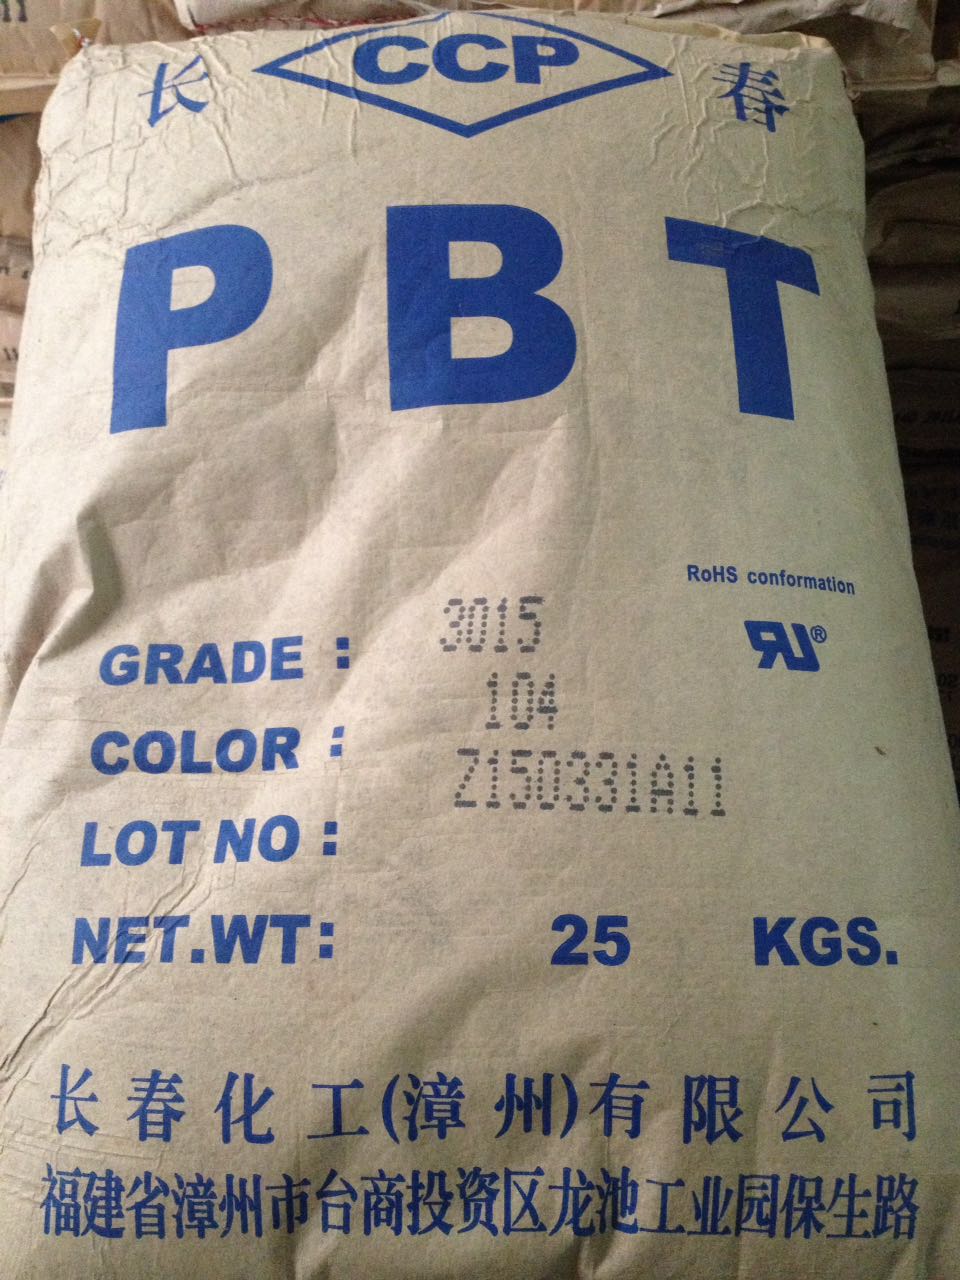 长 CCP 春
PBT
RoHS conformation
GRADE : 3015
RU®
COLOR : 104
LOT NO : Z150331A11
NET.WT: 25 KGS.
长春化工(漳州)有限公司
福建省漳州市台商投资区龙池工业园保生路